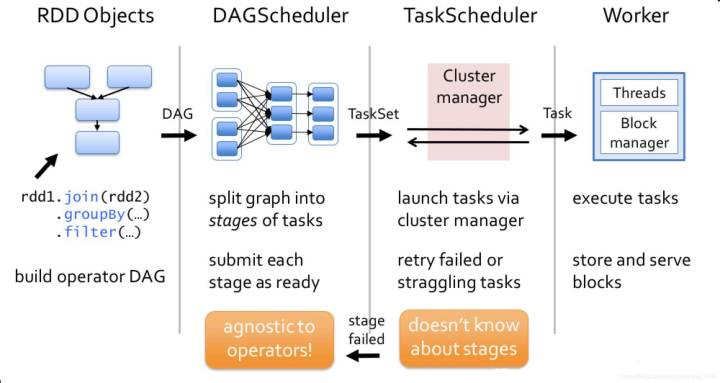 RDD Objects
DAGScheduler
TaskScheduler
Worker
DAG
TaskSet
Cluster
manager
Task
Threads
Block
manager
rdd1.join(rdd2)
.groupBy(…)
.filter(…)
build operator DAG
split graph into
stages of tasks
submit each
stage as ready
launch tasks via
cluster manager
retry failed or
straggling tasks
execute tasks
store and serve
blocks
agnostic to
operators!
stage
failed
doesn't know
about stages